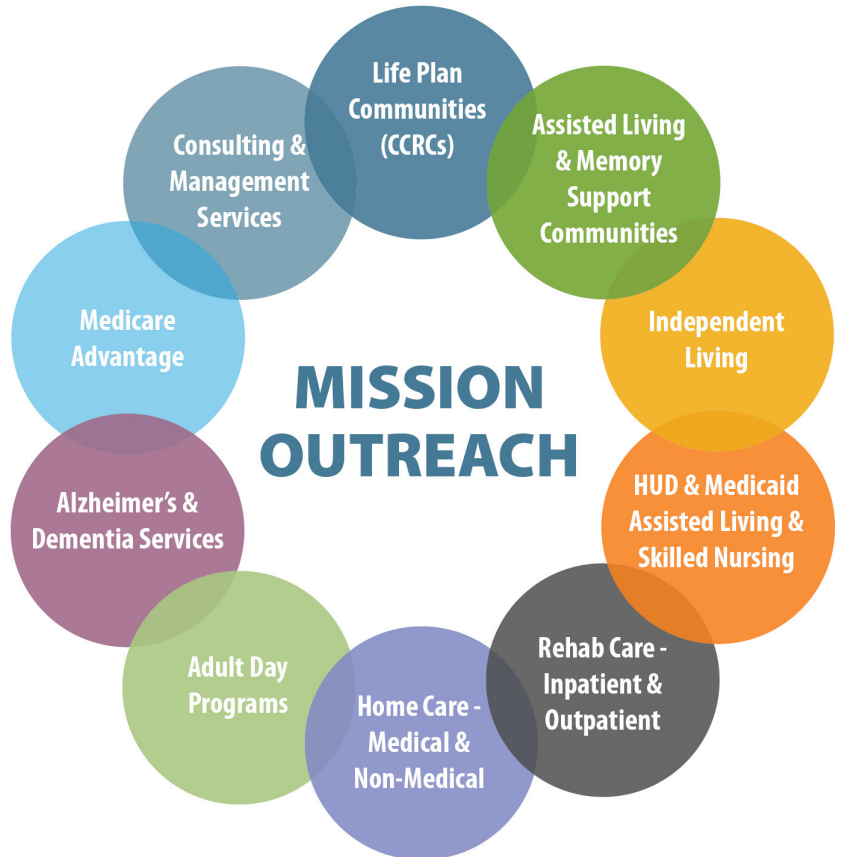 Life Plan
Communities
(CCRCs)
Assisted Living
& Memory
Support
Communities
Independent
Living
HUD & Medicaid
Assisted Living &
Skilled Nursing
Rehab Care -
Inpatient &
Outpatient
Home Care -
Medical &
Non-Medical
Adult Day
Programs
Alzheimer’s &
Dementia Services
Medicare
Advantage
Consulting &
Management
Services
MISSION
OUTREACH